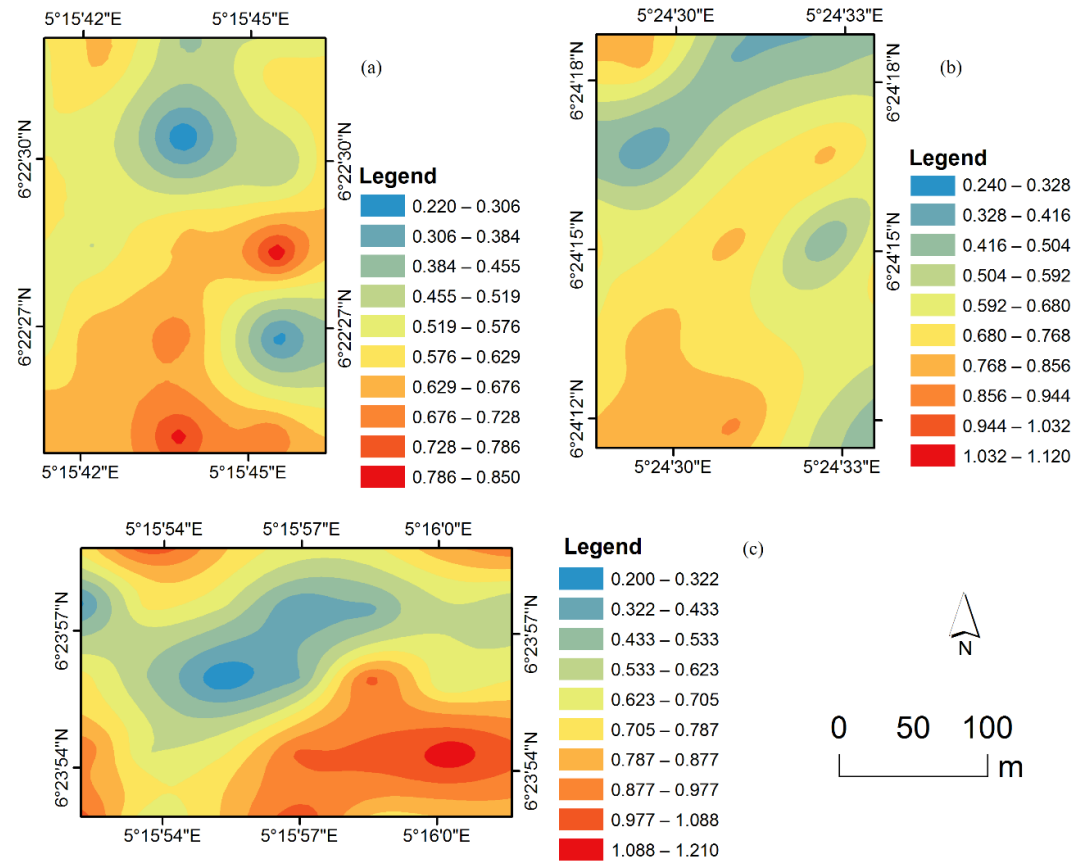 5°15'42"E 5°15'45"E
(a)
6°22'30"N
6°22'27"N
6°22'30"N
6°22'27"N
5°15'42"E 5°15'45"E
Legend
0.220 – 0.306
0.306 – 0.384
0.384 – 0.455
0.455 – 0.519
0.519 – 0.576
0.576 – 0.629
0.629 – 0.676
0.676 – 0.728
0.728 – 0.786
0.786 – 0.850
5°24'30"E 5°24'33"E
(b)
6°24'18"N
6°24'15"N
6°24'12"N
6°24'18"N
6°24'15"N
6°24'12"N
5°24'30"E 5°24'33"E
Legend
0.240 – 0.328
0.328 – 0.416
0.416 – 0.504
0.504 – 0.592
0.592 – 0.680
0.680 – 0.768
0.768 – 0.856
0.856 – 0.944
0.944 – 1.032
1.032 – 1.120
5°15'54"E 5°15'57"E 5°16'0"E
6°23'57"N
6°23'54"N
6°23'57"N
6°23'54"N
5°15'54"E 5°15'57"E 5°16'0"E
Legend
(c)
0.200 – 0.322
0.322 – 0.433
0.433 – 0.533
0.533 – 0.623
0.623 – 0.705
0.705 – 0.787
0.787 – 0.877
0.877 – 0.977
0.977 – 1.088
1.088 – 1.210
N
0 50 100
m